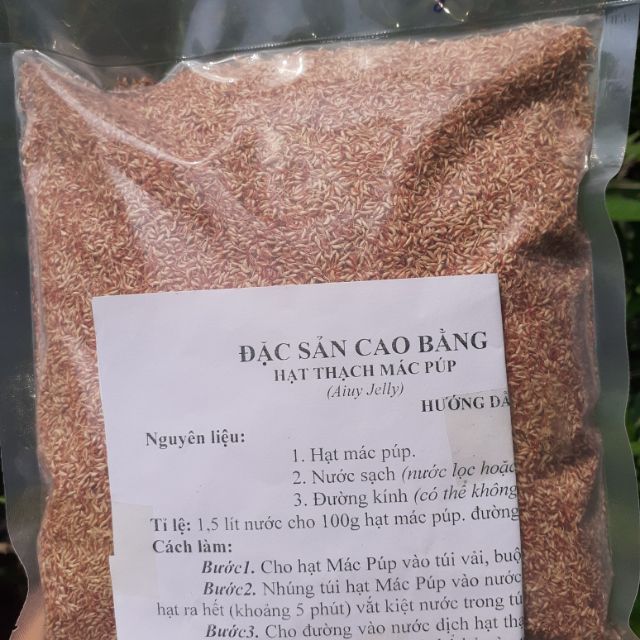 ĐẶC SẢN CAO BẰNG
HẠT THẠCH MÁC PÚP
(Aiuy Jelly)
HƯỚNG DẪ
Nguyên liệu:
1. Hạt mác púp.
2. Nước sạch (nước lọc hoặc
3. Đường kính (có thể không
Tỉ lệ: 1,5 lít nước cho 100g hạt mác púp. đường
Cách làm:
Bước1. Cho hạt Mác Púp vào túi vải, buộ
Bước2. Nhúng túi hạt Mác Púp vào nước
hạt ra hết (khoảng 5 phút) vắt kiệt nước trong tú
Bước3. Cho đường vào nước dịch hạt thạ